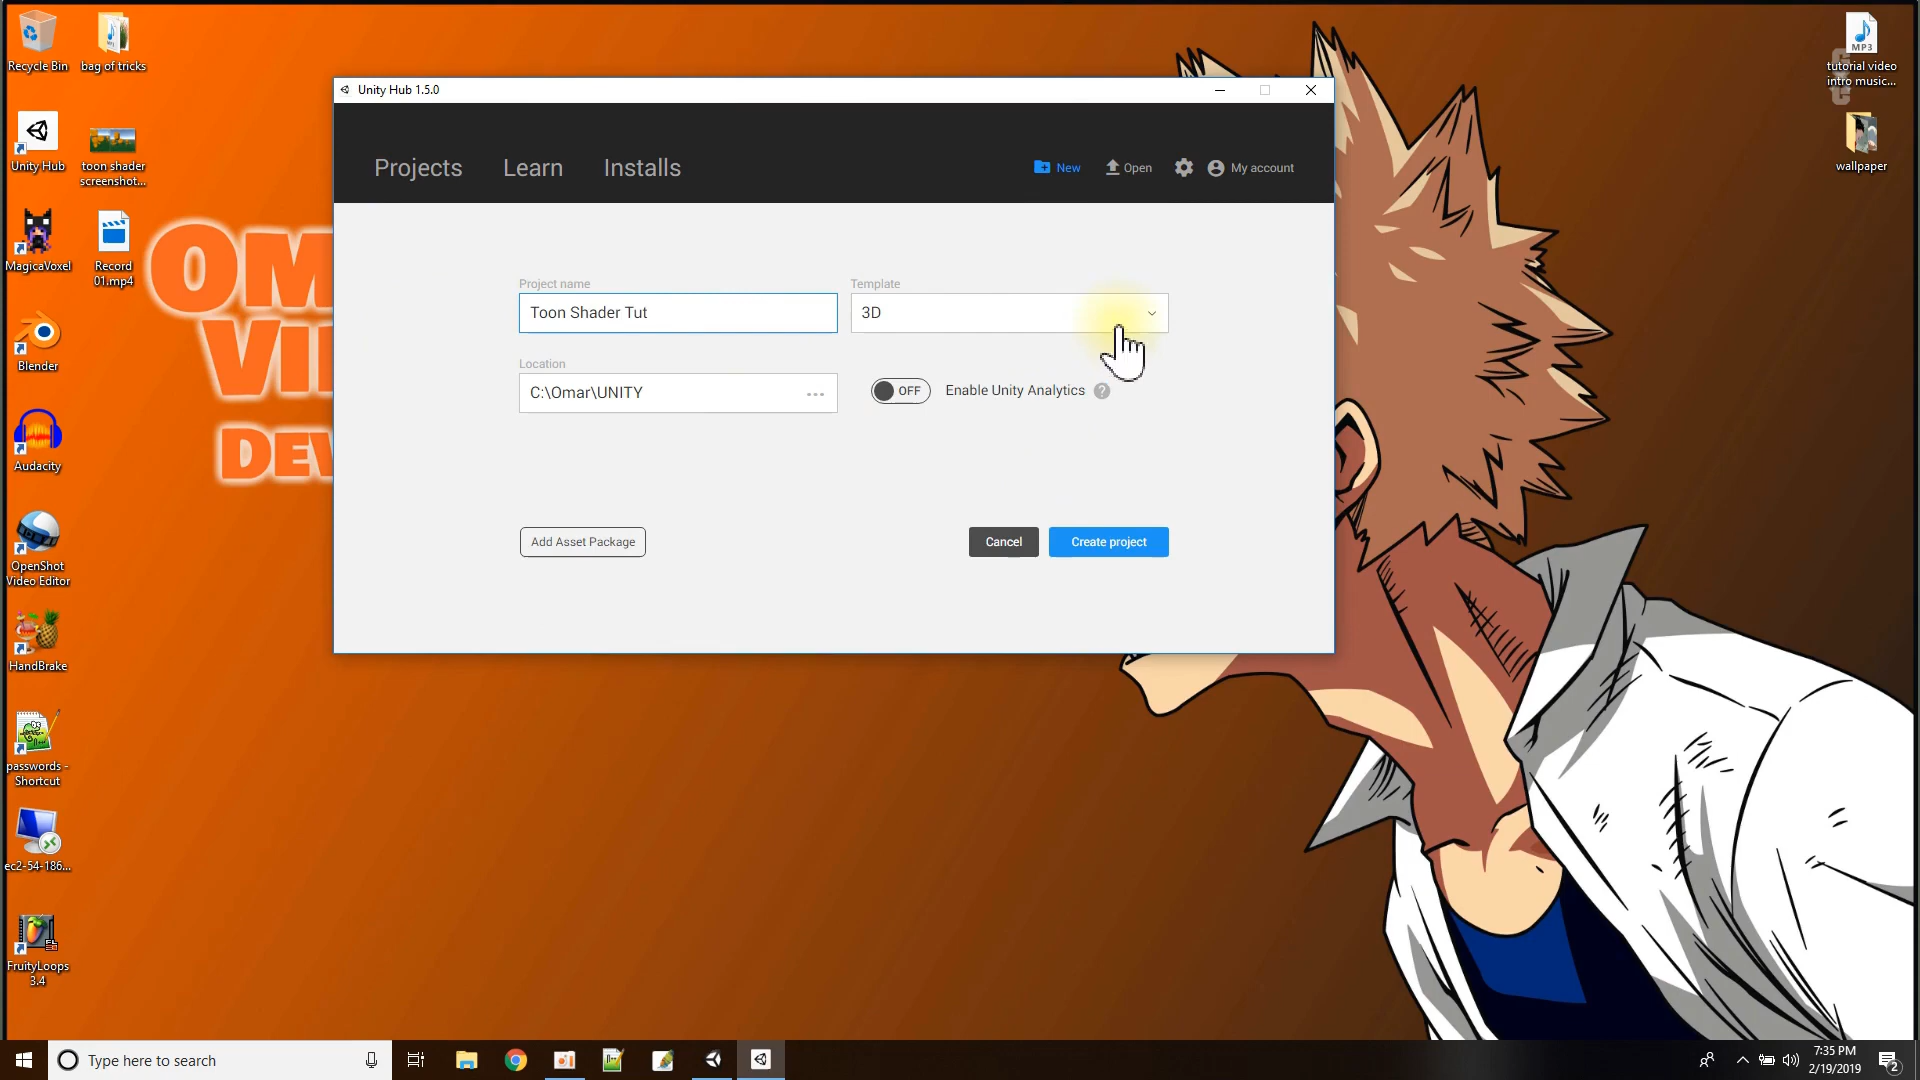 Recycle Bin
bag of tricks
Unity Hub
toon shader
screenshot...
MagicaVoxel
Record
01.mp4
Blender
Audacity
OpenShot
Video Editor
HandBrake
passwords -
Shortcut
ec2-54-186...
FruityLoops
3.4
DEV
Unity Hub 1.5.0
Projects
Learn
Installs
New
Open
My account
Project name
Toon Shader Tut
Template
3D
Location
C:\Omar\UNITY
...
OFF
Enable Unity Analytics
?
Add Asset Package
Cancel
Create project
MP3
tutorial video
intro music...
wallpaper
Type here to search
7:35 PM
2/19/2019
2